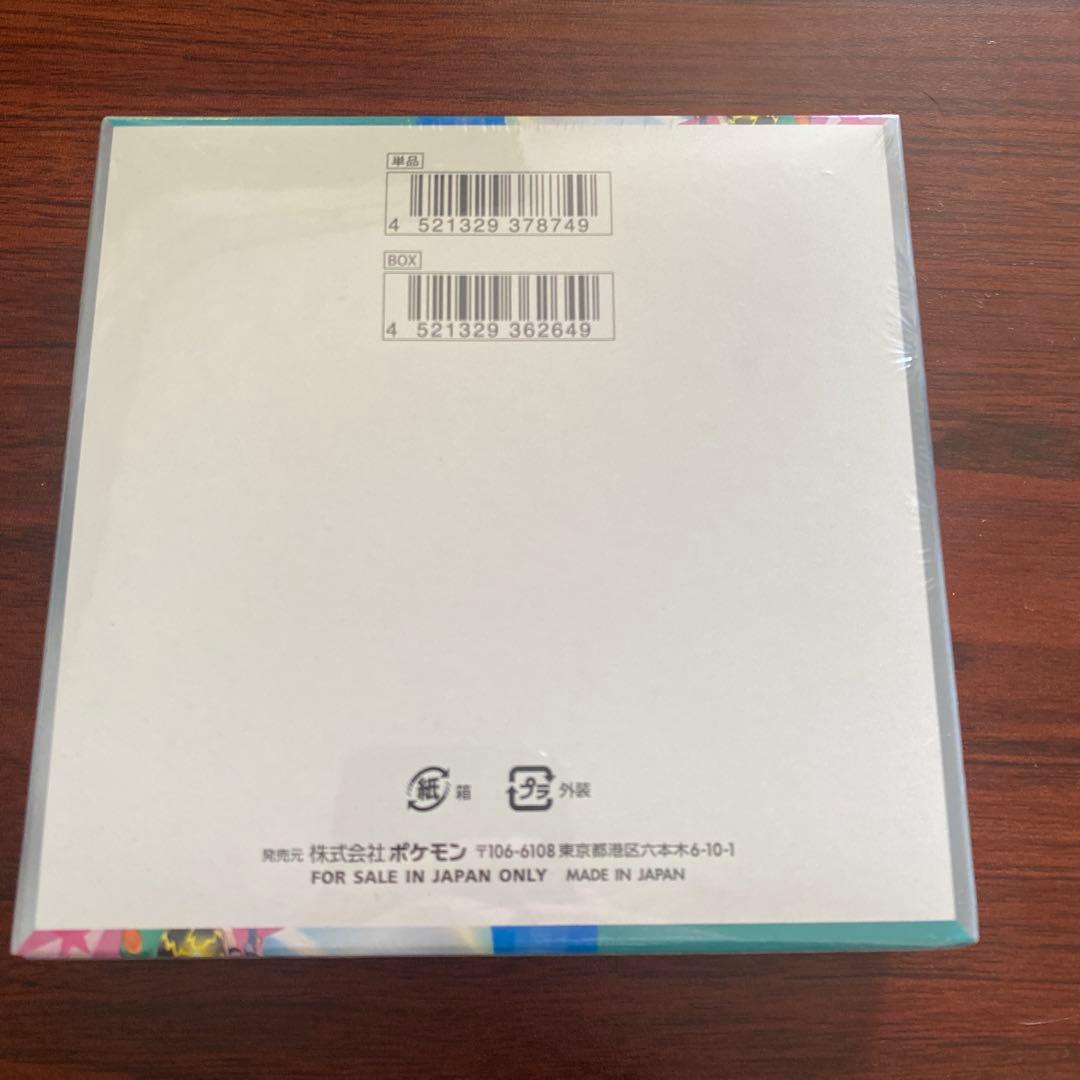 単品
4 521329 378749
BOX
4 521329 362649
紙 箱 プラ 外装
発売元 株式会社ポケモン 〒106-6108 東京都港区六本木6-10-1
FOR SALE IN JAPAN ONLY MADE IN JAPAN